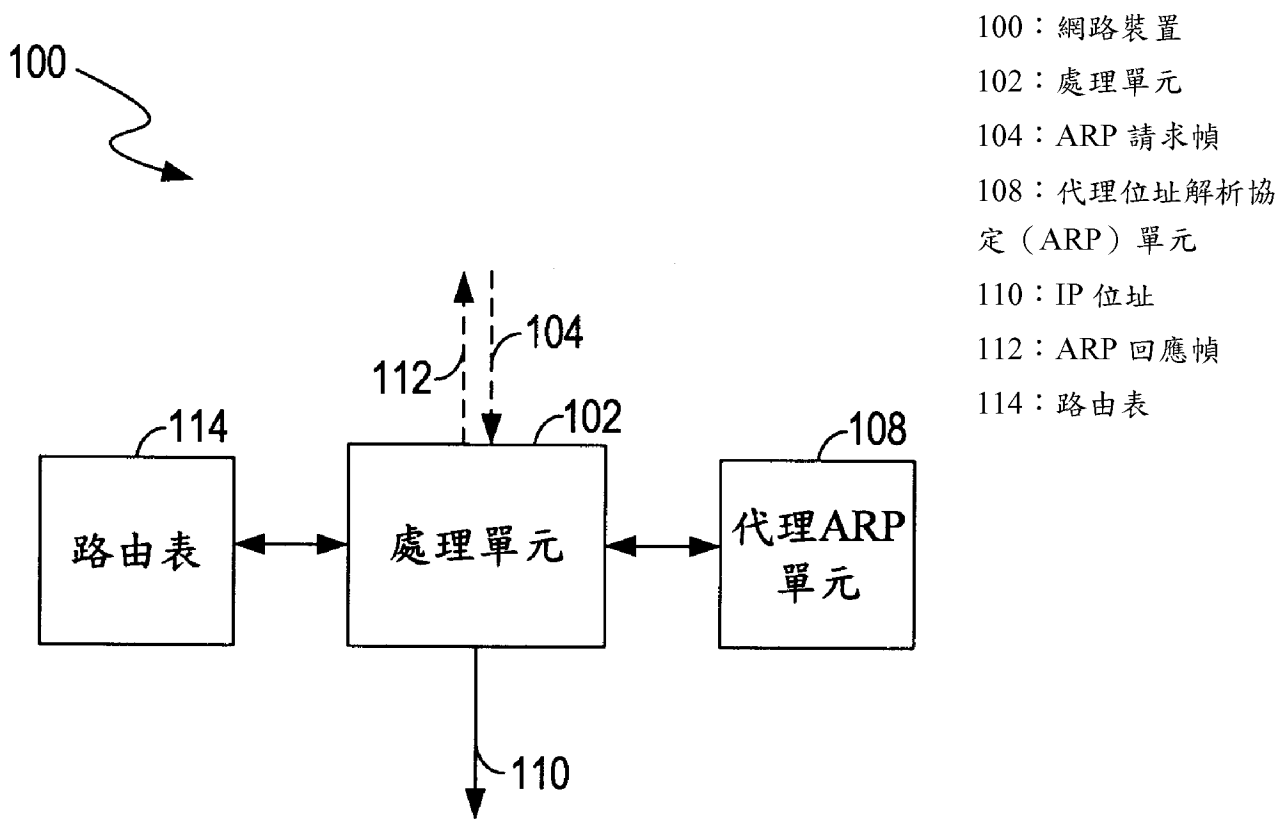 100：網路裝置
102：處理單元
104：ARP 請求幀
108：代理位址解析協
定（ARP）單元
110：IP 位址
112：ARP 回應幀
114：路由表
100
112
104
114
102
108
路由表
處理單元
代理ARP
單元
110